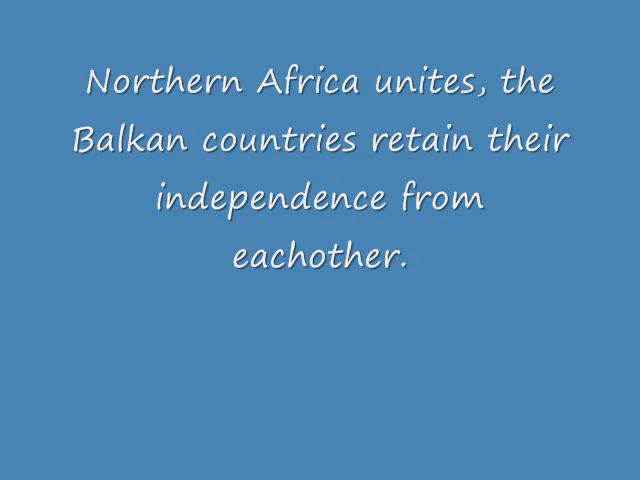 Northern Africa unites, the
Balkan countries retain their
independence from
eachother.